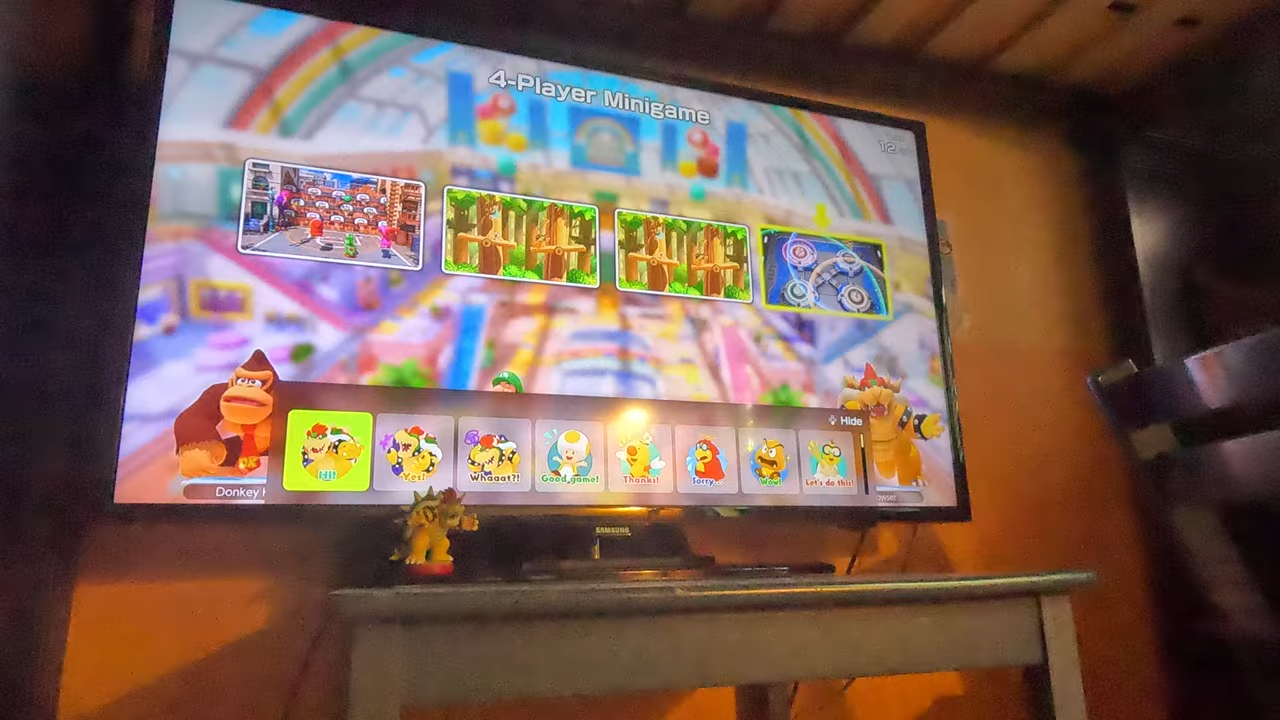 4-Player Minigame
12
Hide
Hi!
Yes!
Whaaat?!
Good game!
Thanks!
Sorry...
Wow!
Let's do this!
Donkey
owser
SAMSUNG